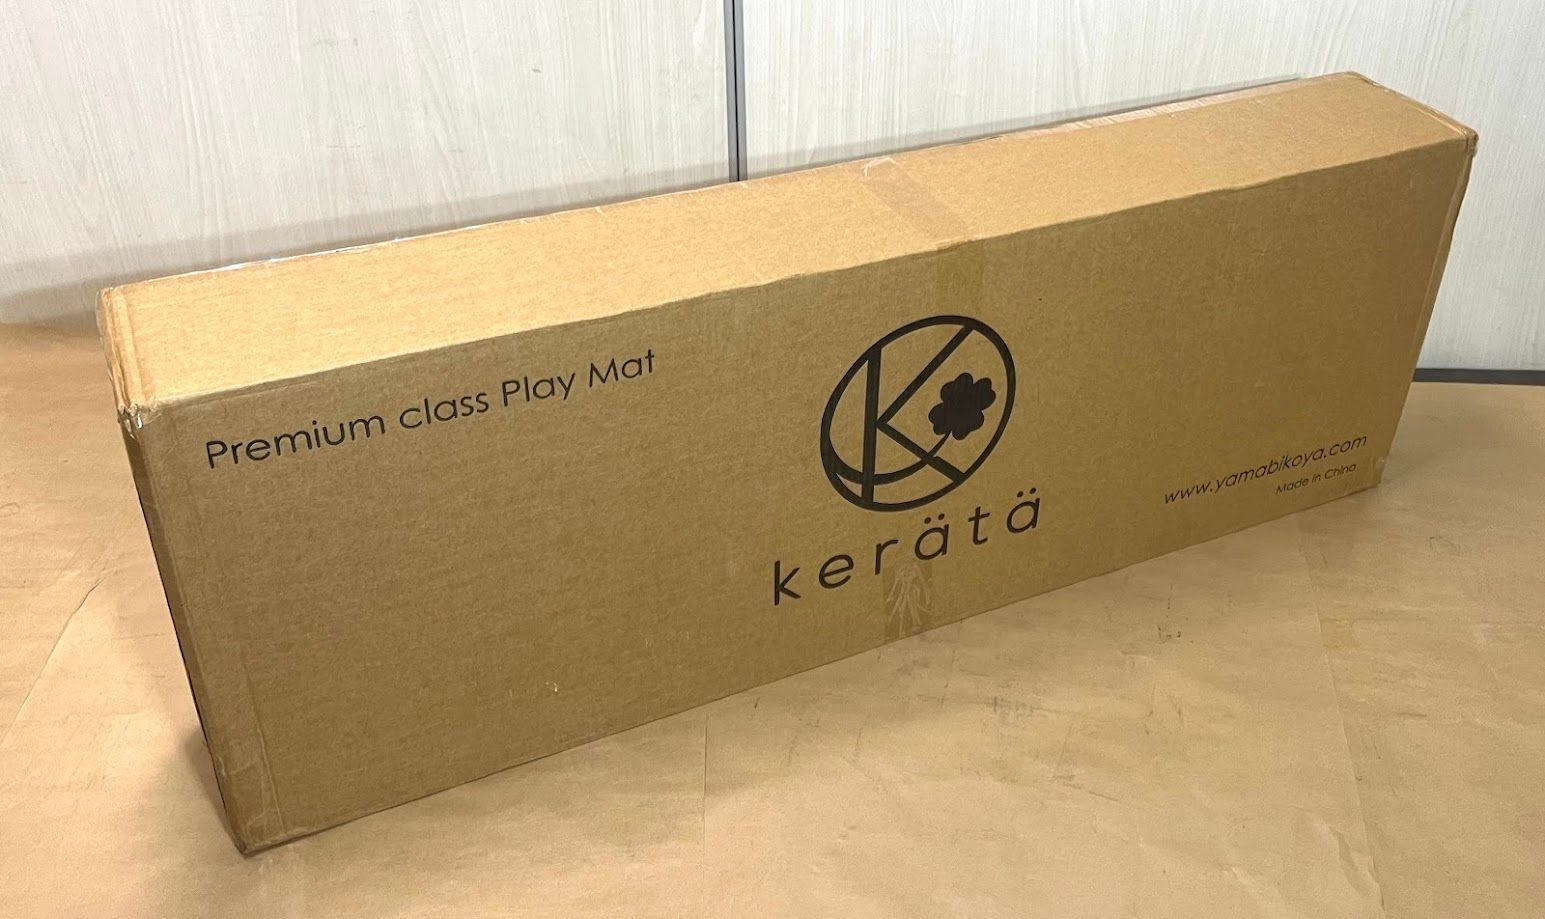 Premium class Play Mat
K
kerätä
www.yamabikoya.com
Made in China